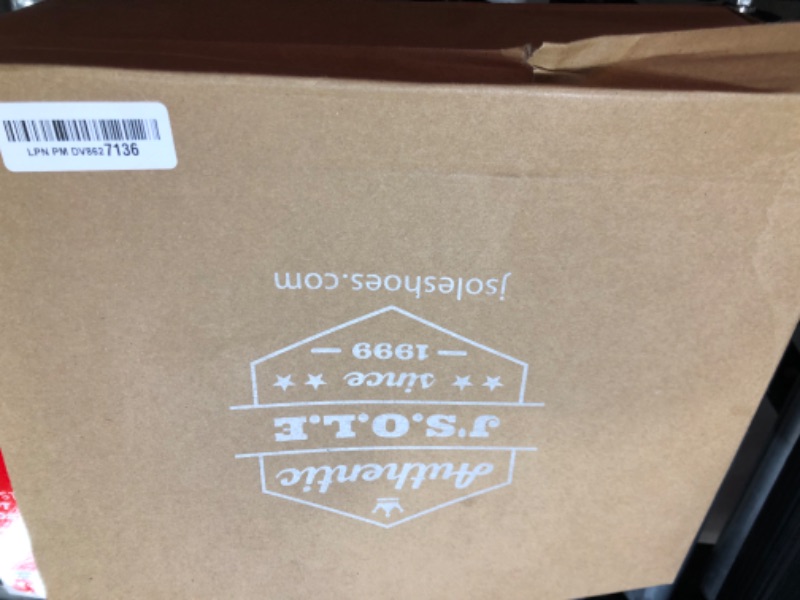 LPN PM DV8627136
Authentic
J'S.O.L.E
since
1999
jsoleshoes.com